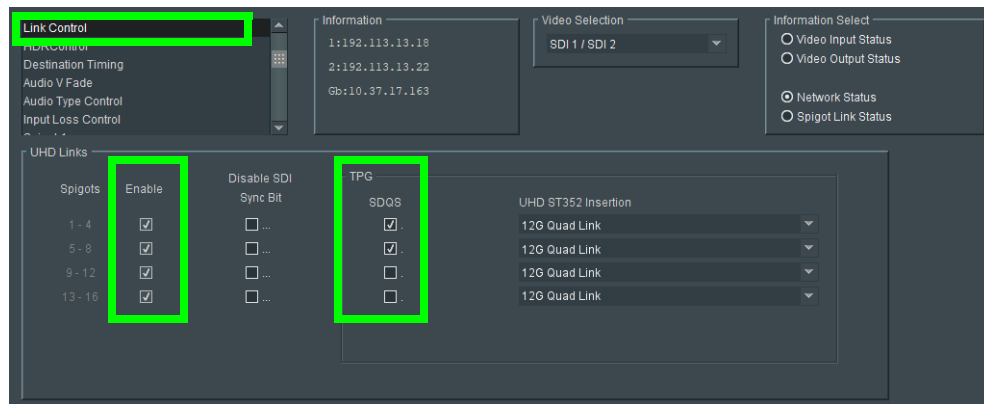 Link Control
HDRControl
Destination Timing
Audio V Fade
Audio Type Control
Input Loss Control
Information
1:192.113.13.18
2:192.113.13.22
Gb:10.37.17.163
Video Selection
SDI 1 / SDI 2
Information Select
Video Input Status
Video Output Status
Network Status
Spigot Link Status
UHD Links
Spigots Enable Disable SDI Sync Bit
TPG
SDQS UHD ST352 Insertion
1 - 4 ... . 12G Quad Link
5 - 8 ... . 12G Quad Link
9 - 12 ... . 12G Quad Link
13 - 16 ... . 12G Quad Link